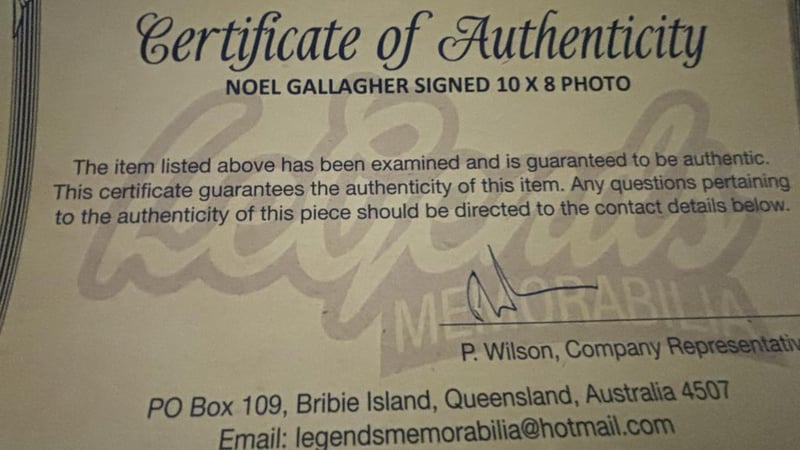 Certificate of Authenticity
NOEL GALLAGHER SIGNED 10 X 8 PHOTO
The item listed above has been examined and is guaranteed to be authentic.
This certificate guarantees the authenticity of this item. Any questions pertaining
to the authenticity of this piece should be directed to the contact details below.
Legends
MEMORABILIA
P. Wilson, Company Representativ
PO Box 109, Bribie Island, Queensland, Australia 4507
Email: legendsmemorabilia@hotmail.com